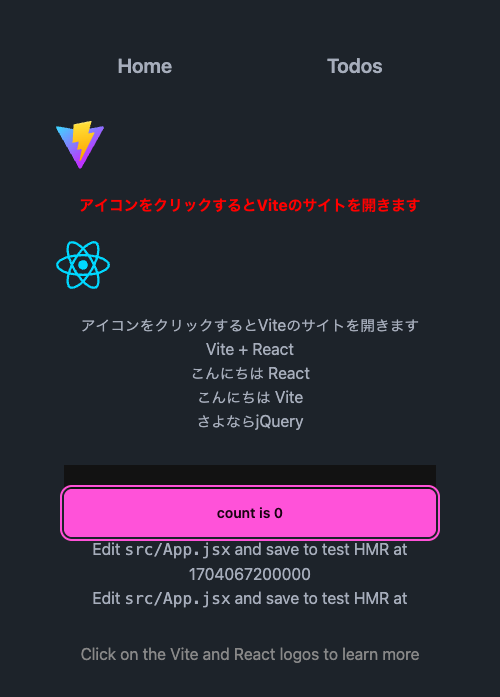 Home Todos
アイコンをクリックするとViteのサイトを開きます
アイコンをクリックするとViteのサイトを開きます
Vite + React
こんにちは React
こんにちは Vite
さよならjQuery
count is 0
Edit src/App.jsx and save to test HMR at
1704067200000
Edit src/App.jsx and save to test HMR at
Click on the Vite and React logos to learn more